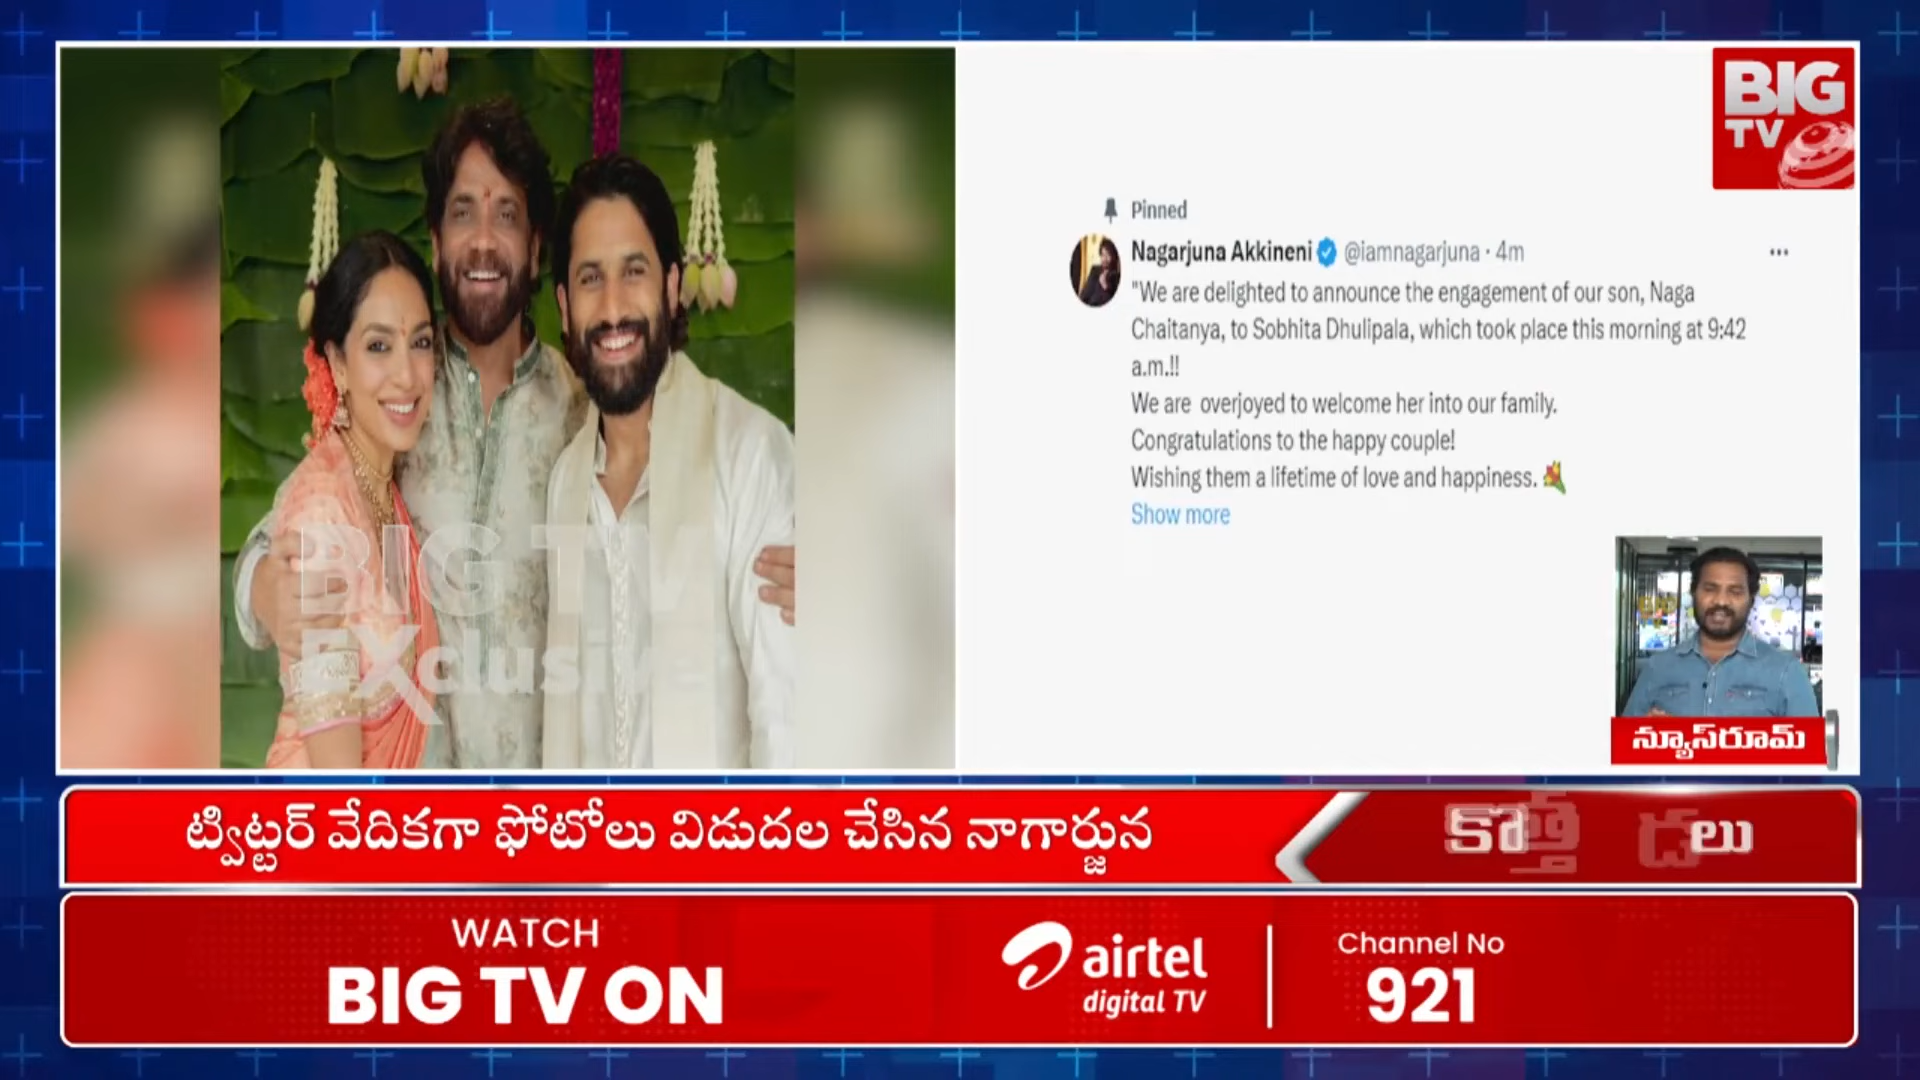 BIG
TV
Pinned
Nagarjuna Akkineni @iamnagarjuna · 4m
"We are delighted to announce the engagement of our son, Naga
Chaitanya, to Sobhita Dhulipala, which took place this morning at 9:42
a.m.!!
We are overjoyed to welcome her into our family.
Congratulations to the happy couple!
Wishing them a lifetime of love and happiness. 💐
Show more
BIG TV
EXclusive
న్యూస్‌రూమ్
ట్విట్టర్ వేదికగా ఫోటోలు విడుదల చేసిన నాగార్జున
WATCH
BIG TV ON
airtel
digital TV
Channel No
921